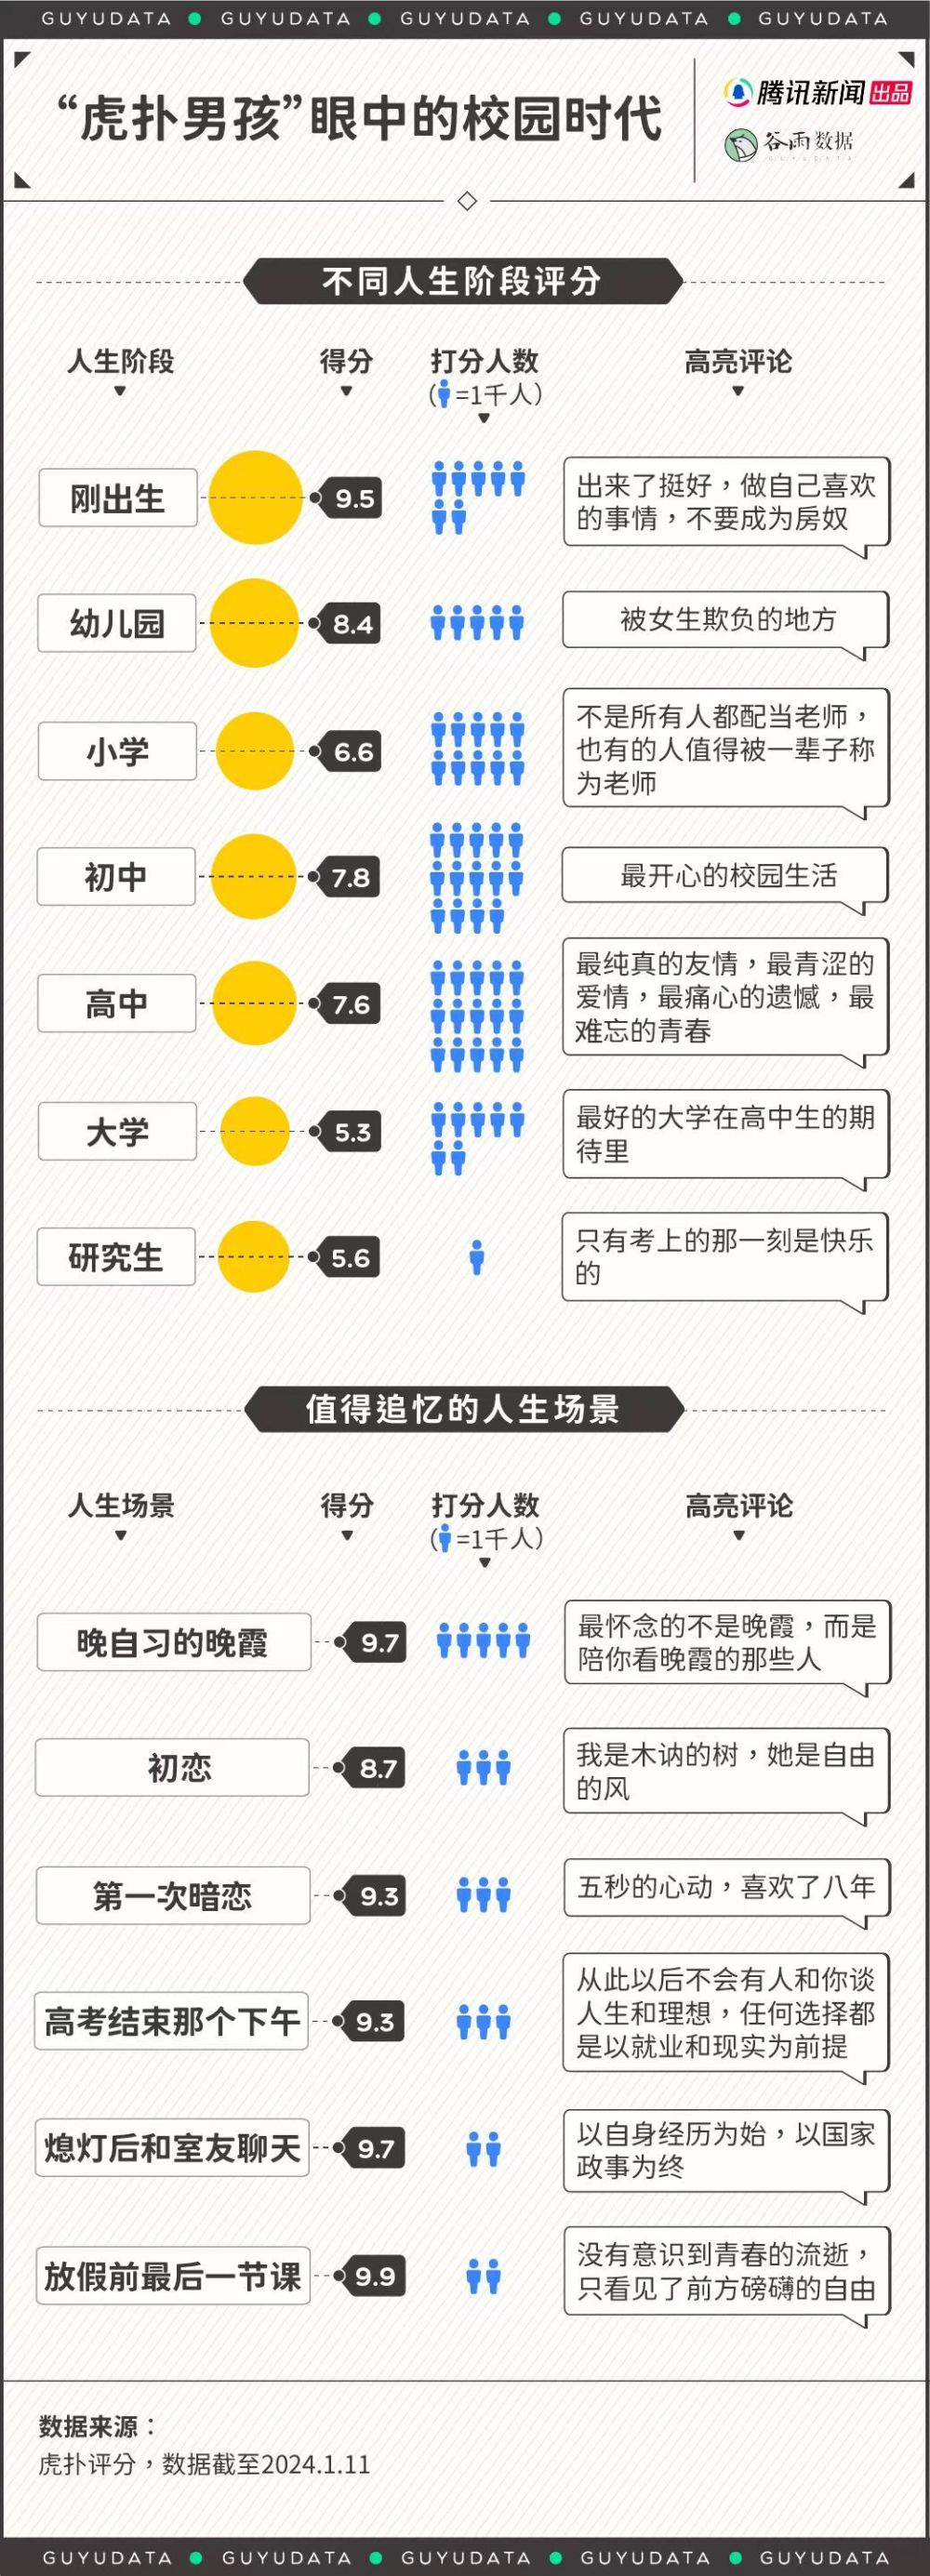 GUYUDATA ● GUYUDATA ● GUYUDATA ● GUYUDATA ● GUYUDATA
“虎扑男孩”眼中的校园时代
腾讯新闻 出品
谷雨数据
GUYUDATA
不同人生阶段评分
人生阶段 得分 打分人数 高亮评论
(=1千人)
刚出生 9.5
出来了挺好，做自己喜欢
的事情，不要成为房奴
幼儿园 8.4 被女生欺负的地方
小学 6.6
不是所有人都配当老师，
也有的人值得被一辈子称
为老师
初中 7.8 最开心的校园生活
高中 7.6
最纯真的友情，最青涩的
爱情，最痛心的遗憾，最
难忘的青春
大学 5.3
最好的大学在高中生的期
待里
研究生 5.6
只有考上的那一刻是快乐
的
值得追忆的人生场景
人生场景 得分 打分人数 高亮评论
(=1千人)
晚自习的晚霞 9.7
最怀念的不是晚霞，而是
陪你看晚霞的那些人
初恋 8.7
我是木讷的树，她是自由
的风
第一次暗恋 9.3 五秒的心动，喜欢了八年
高考结束那个下午 9.3
从此以后不会有人和你谈
人生和理想，任何选择都
是以就业和现实为前提
熄灯后和室友聊天 9.7
以自身经历为始，以国家
政事为终
放假前最后一节课 9.9
没有意识到青春的流逝，
只看见了前方磅礴的自由
数据来源：
虎扑评分，数据截至2024.1.11
GUYUDATA ● GUYUDATA ● GUYUDATA ● GUYUDATA ● GUYUDATA